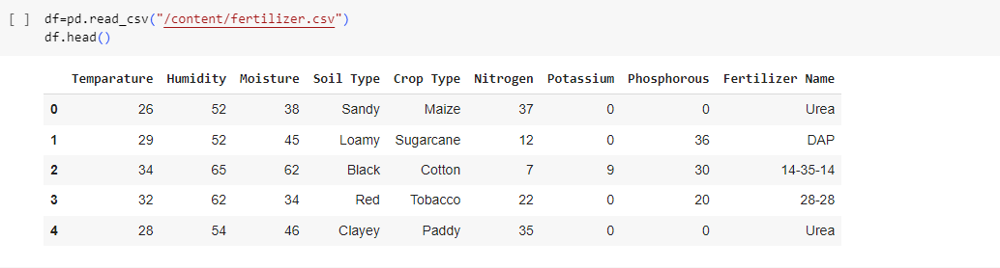 [ ] df=pd.read_csv("/content/fertilizer.csv")
df.head()
Temparature Humidity Moisture Soil Type Crop Type Nitrogen Potassium Phosphorous Fertilizer Name
0 26 52 38 Sandy Maize 37 0 0 Urea
1 29 52 45 Loamy Sugarcane 12 0 36 DAP
2 34 65 62 Black Cotton 7 9 30 14-35-14
3 32 62 34 Red Tobacco 22 0 20 28-28
4 28 54 46 Clayey Paddy 35 0 0 Urea